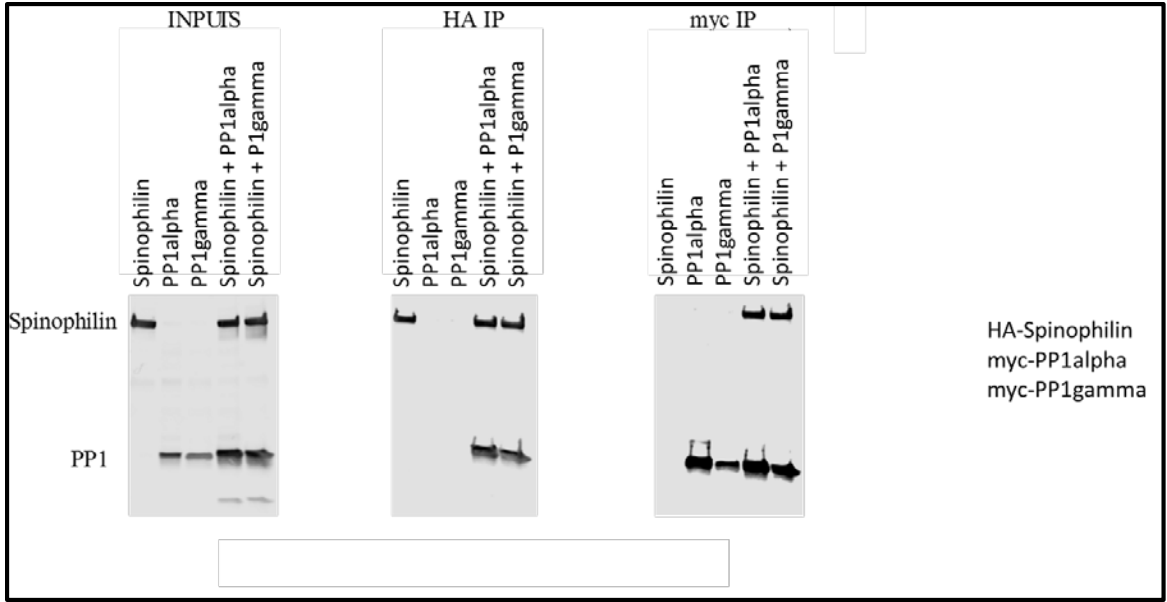 INPUTS
HA IP
myc IP
Spinophilin
PP1alpha
PP1gamma
Spinophilin + PP1alpha
Spinophilin + P1gamma
Spinophilin
PP1alpha
PP1gamma
Spinophilin + PP1alpha
Spinophilin + P1gamma
Spinophilin
PP1alpha
PP1gamma
Spinophilin + PP1alpha
Spinophilin + P1gamma
Spinophilin
PP1
HA-Spinophilin
myc-PP1alpha
myc-PP1gamma